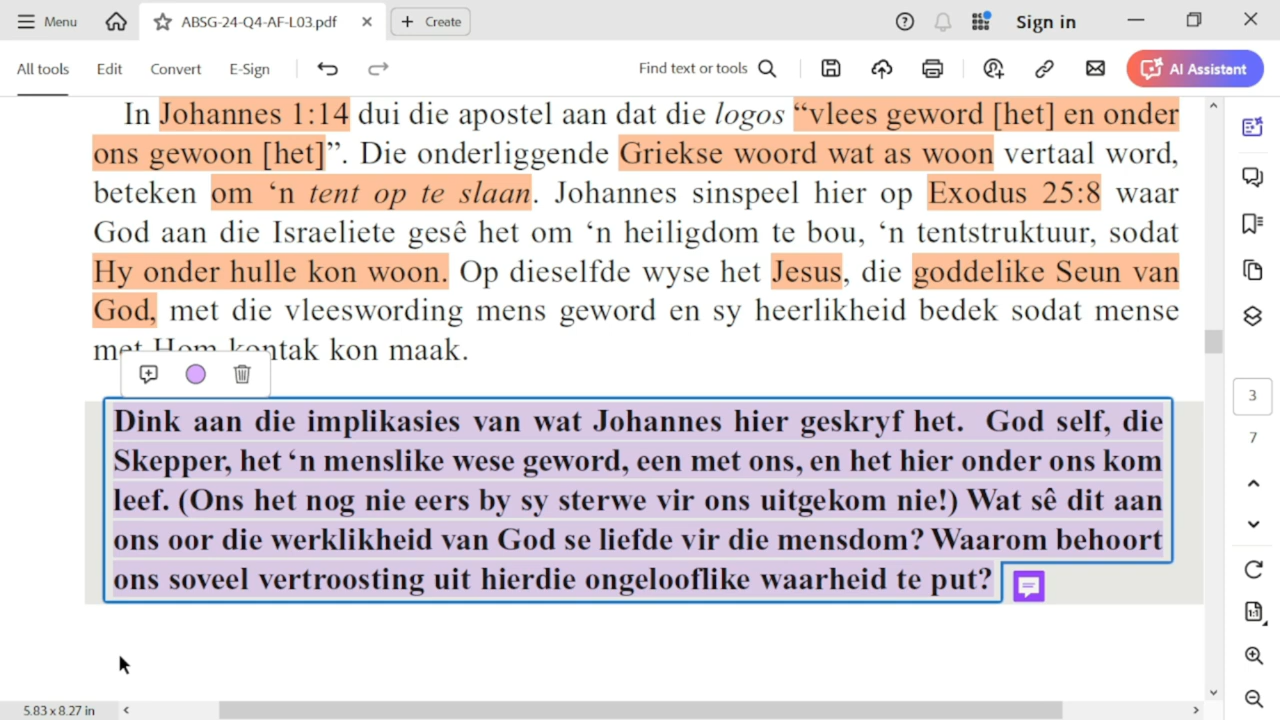 Menu
ABSG-24-Q4-AF-L03.pdf
Create
Sign in
All tools
Edit
Convert
E-Sign
Find text or tools
AI Assistant
In Johannes 1:14 dui die apostel aan dat die logos “vlees geword [het] en onder
ons gewoon [het]”. Die onderliggende Griekse woord wat as woon vertaal word,
beteken om ‘n tent op te slaan. Johannes sinspeel hier op Exodus 25:8 waar
God aan die Israeliete gesê het om ‘n heiligdom te bou, ‘n tentstruktuur, sodat
Hy onder hulle kon woon. Op dieselfde wyse het Jesus, die goddelike Seun van
God, met die vleeswording mens geword en sy heerlikheid bedek sodat mense
met Hom kontak kon maak.
Dink aan die implikasies van wat Johannes hier geskryf het. God self, die
Skepper, het ‘n menslike wese geword, een met ons, en het hier onder ons kom
leef. (Ons het nog nie eers by sy sterwe vir ons uitgekom nie!) Wat sê dit aan
ons oor die werklikheid van God se liefde vir die mensdom? Waarom behoort
ons soveel vertroosting uit hierdie ongelooflike waarheid te put?
3
7
1:1
5.83 x 8.27 in